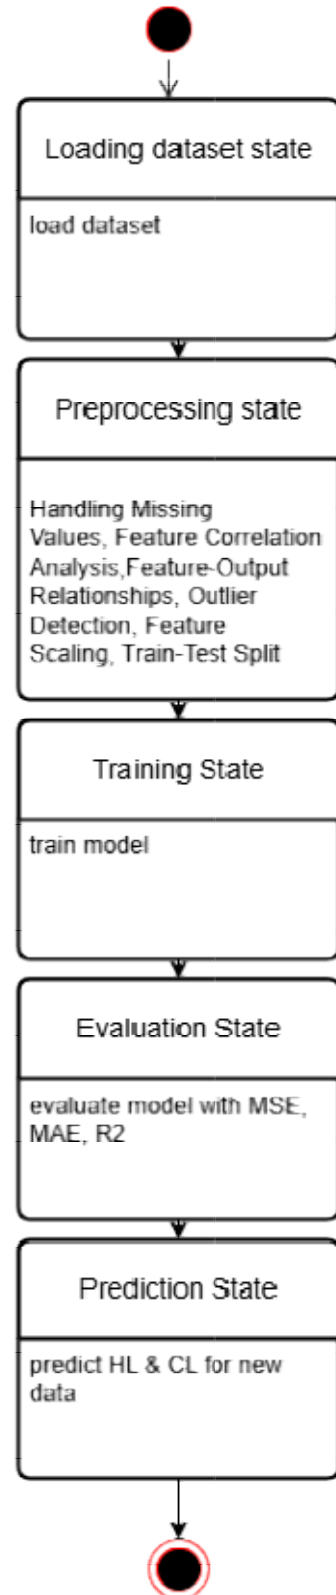 Loading dataset state
load dataset
Preprocessing state
Handling Missing
Values, Feature Correlation
Analysis,Feature-Output
Relationships, Outlier
Detection, Feature
Scaling, Train-Test Split
Training State
train model
Evaluation State
evaluate model with MSE,
MAE, R2
Prediction State
predict HL & CL for new
data